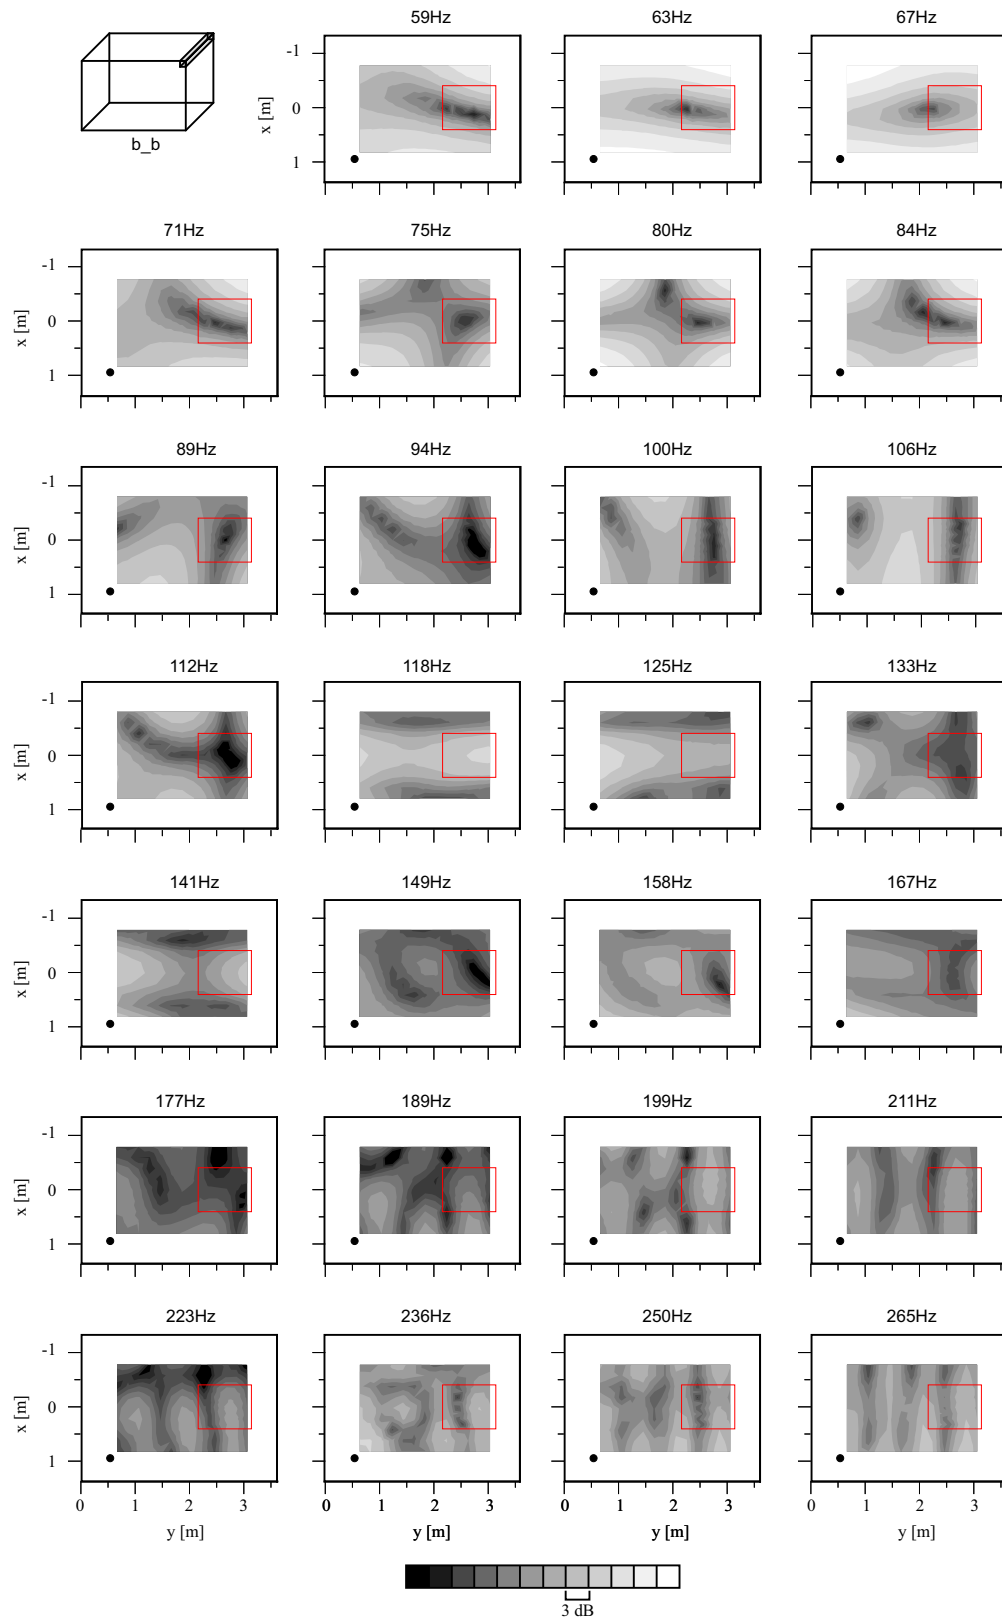 59Hz
63Hz
67Hz
-1
0
1
x [m]
b_b
71Hz
75Hz
80Hz
84Hz
-1
0
1
x [m]
89Hz
94Hz
100Hz
106Hz
-1
0
1
x [m]
112Hz
118Hz
125Hz
133Hz
-1
0
1
x [m]
141Hz
149Hz
158Hz
167Hz
-1
0
1
x [m]
177Hz
189Hz
199Hz
211Hz
-1
0
1
x [m]
223Hz
236Hz
250Hz
265Hz
-1
0
1
x [m]
0 1 2 3
0 1 2 3
0 1 2 3
0 1 2 3
y [m]
y [m]
y [m]
y [m]
3 dB